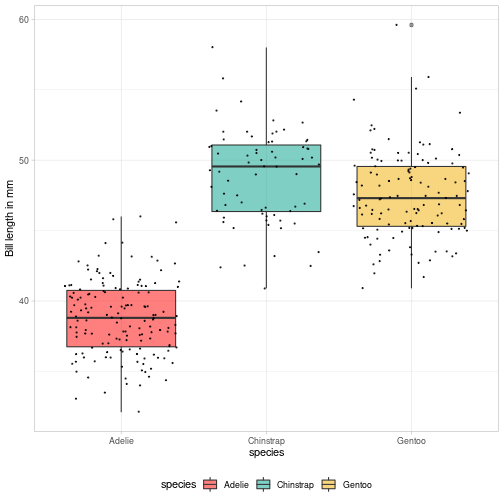 60
50
40
Bill length in mm
Adelie Chinstrap Gentoo
species
species Adelie Chinstrap Gentoo